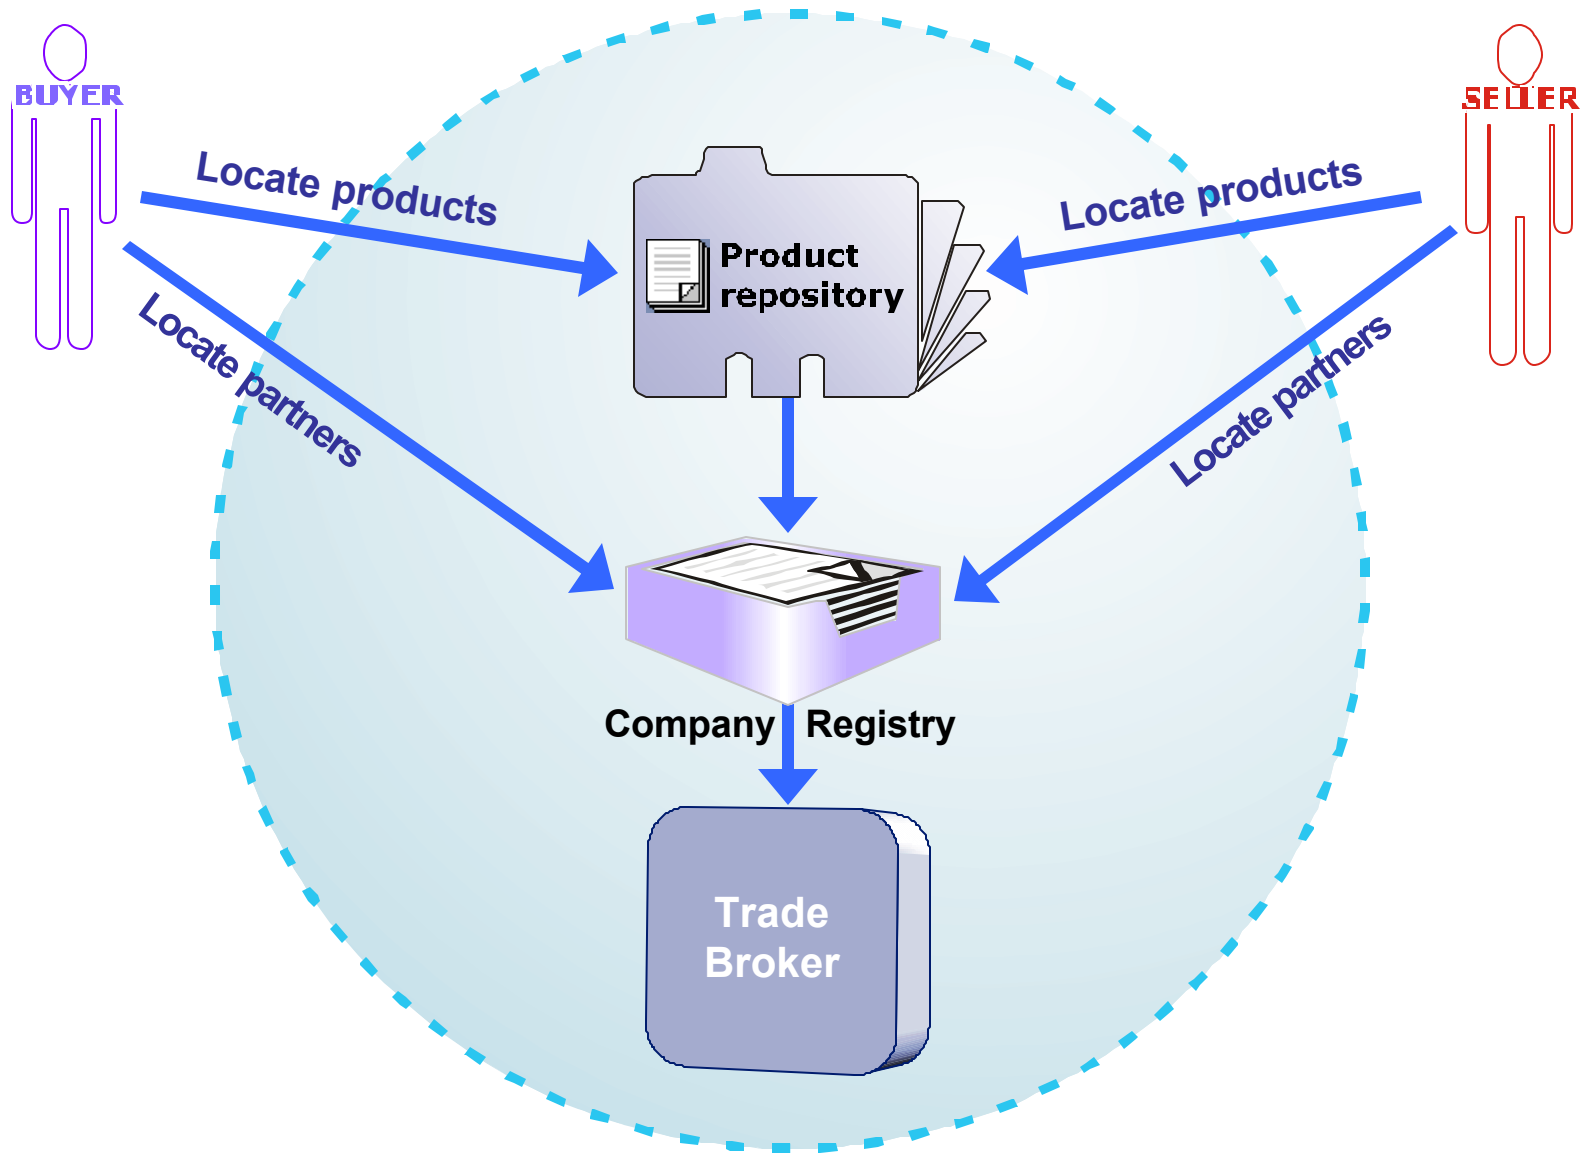 BUYER
SELLER
Locate products
Locate products
Product
repository
Locate partners
Locate partners
Company Registry
Trade
Broker